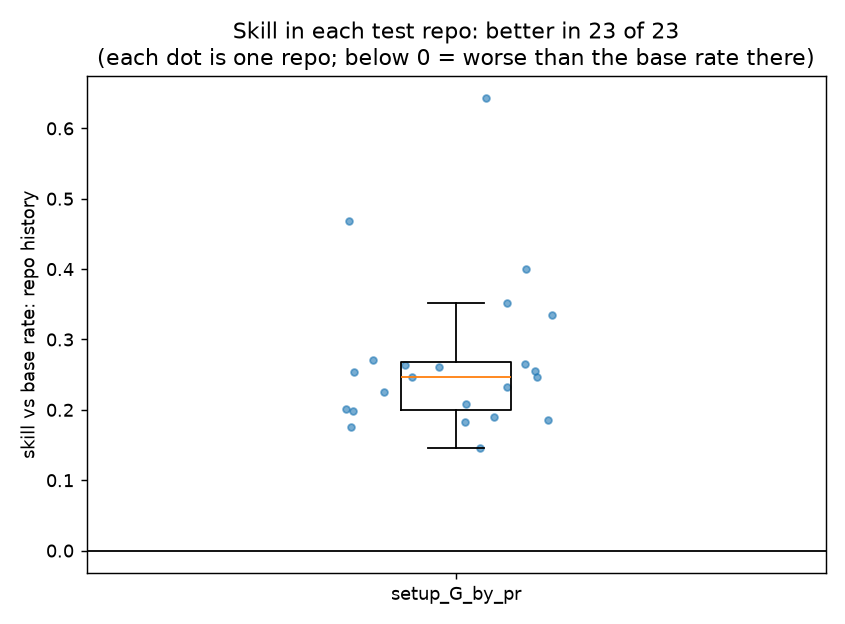 Skill in each test repo: better in 23 of 23
(each dot is one repo; below 0 = worse than the base rate there)
skill vs base rate: repo history
0.6
0.5
0.4
0.3
0.2
0.1
0.0
setup_G_by_pr